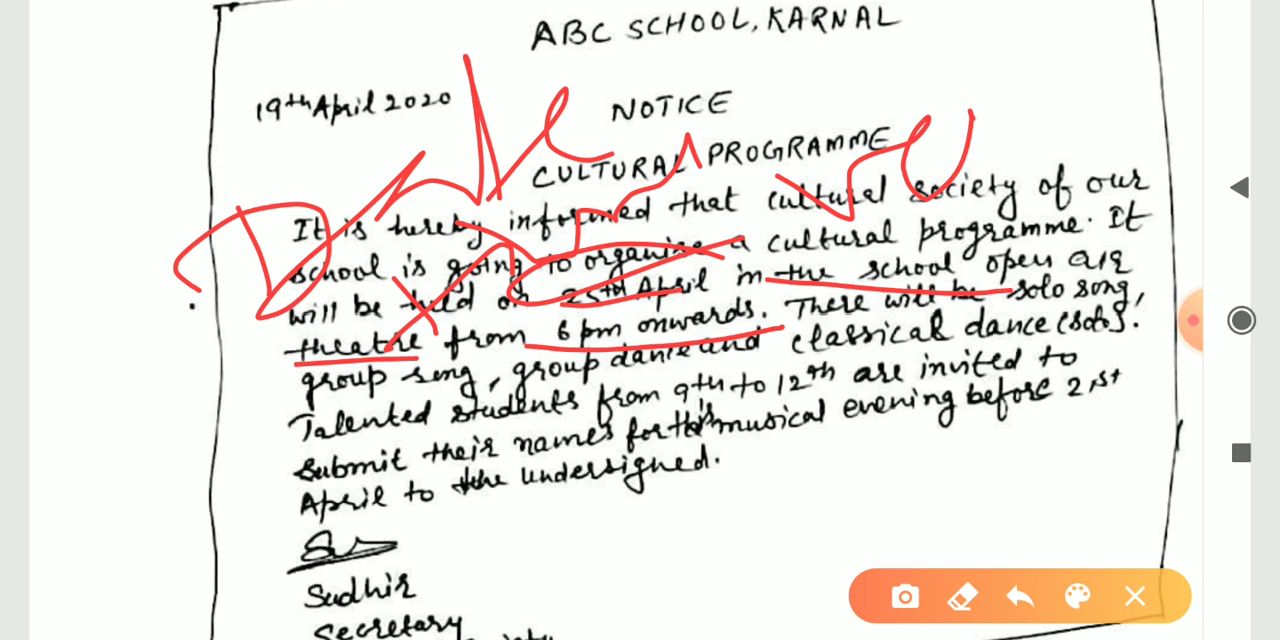 ABC SCHOOL, KARNAL
19th April 2020
NOTICE
CULTURAL PROGRAMME
It is hereby informed that cultural society of our
school is going to organise a cultural programme. It
will be held on 25th April in the school open air
theatre from 6 pm onwards. There will be solo song,
group song, group dance and classical dance (solo).
Talented students from 9th to 12th are invited to
submit their names for this musical evening before 21st
April to the undersigned.
Sudhir
Secretary